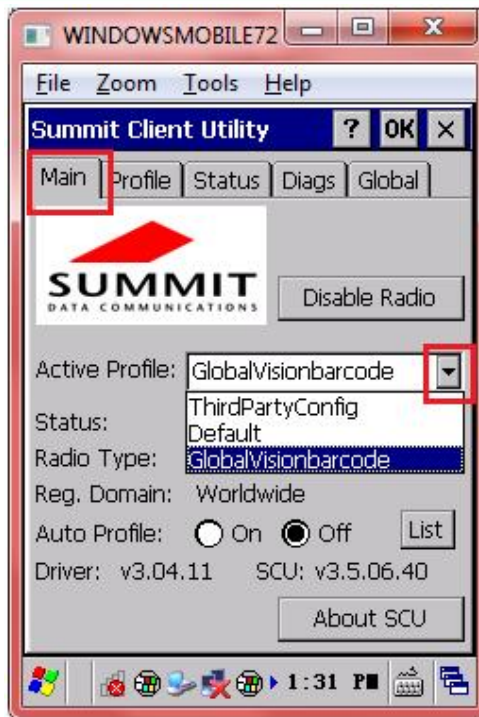 WINDOWSMOBILE72
File Zoom Tools Help
Summit Client Utility ? OK ×
Main Profile Status Diags Global
SUMMIT
DATA COMMUNICATIONS
Disable Radio
Active Profile: GlobalVisionbarcode
ThirdPartyConfig
Status: Default
Radio Type: GlobalVisionbarcode
Reg. Domain: Worldwide
Auto Profile: On Off List
Driver: v3.04.11 SCU: v3.5.06.40
About SCU
1:31 PM